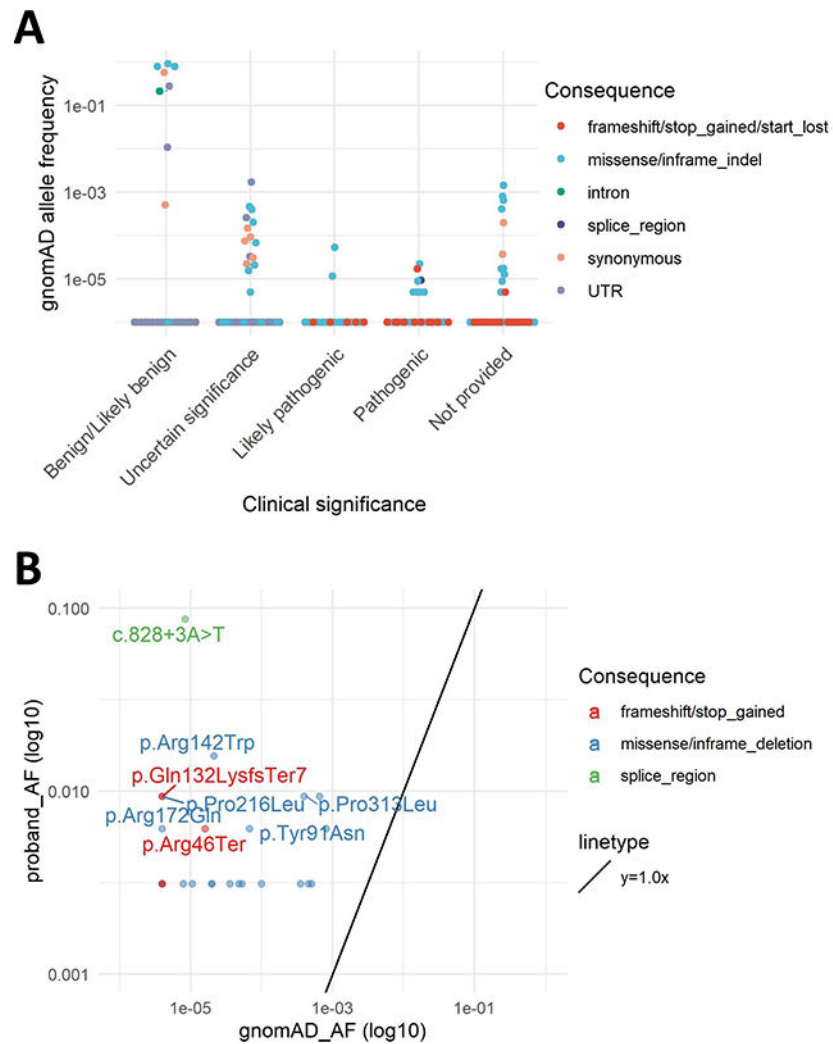 A
gnomAD allele frequency
1e-01
1e-03
1e-05
Benign/Likely benign
Uncertain significance
Likely pathogenic
Pathogenic
Not provided
Clinical significance
Consequence
frameshift/stop_gained/start_lost
missense/inframe_indel
intron
splice_region
synonymous
UTR
B
proband_AF (log10)
0.100
0.010
0.001
c.828+3A>T
p.Arg142Trp
p.Gln132LysfsTer7
p.Pro216Leu
p.Pro313Leu
p.Arg172Gln
p.Tyr91Asn
p.Arg46Ter
1e-05
1e-03
1e-01
gnomAD_AF (log10)
Consequence
a frameshift/stop_gained
a missense/inframe_deletion
a splice_region
linetype
y=1.0x